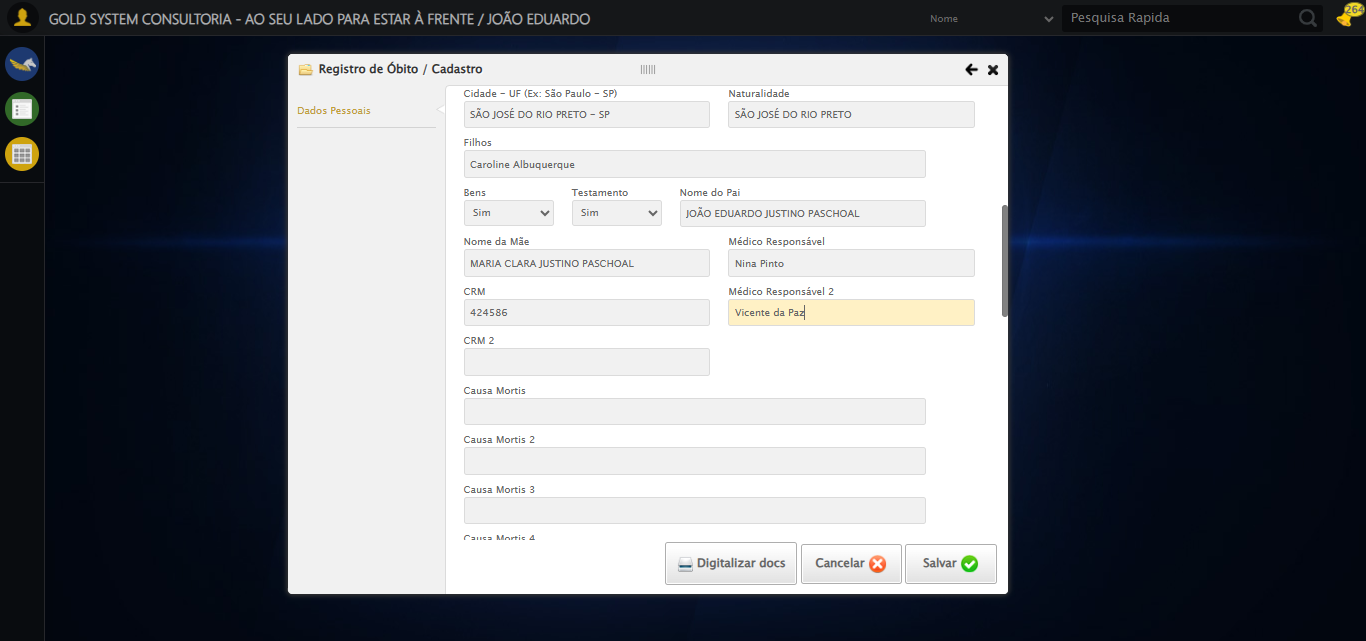 GOLD SYSTEM CONSULTORIA - AO SEU LADO PARA ESTAR À FRENTE / JOÃO EDUARDO
Nome
Pesquisa Rapida
264
Registro de Óbito / Cadastro
Dados Pessoais
Cidade - UF (Ex: São Paulo - SP)
Naturalidade
SÃO JOSÉ DO RIO PRETO - SP
SÃO JOSÉ DO RIO PRETO
Filhos
Caroline Albuquerque
Bens
Testamento
Nome do Pai
Sim
Sim
JOÃO EDUARDO JUSTINO PASCHOAL
Nome da Mãe
Médico Responsável
MARIA CLARA JUSTINO PASCHOAL
Nina Pinto
CRM
Médico Responsável 2
424586
Vicente da Paz
CRM 2
Causa Mortis
Causa Mortis 2
Causa Mortis 3
Causa Mortis 4
Digitalizar docs
Cancelar
Salvar